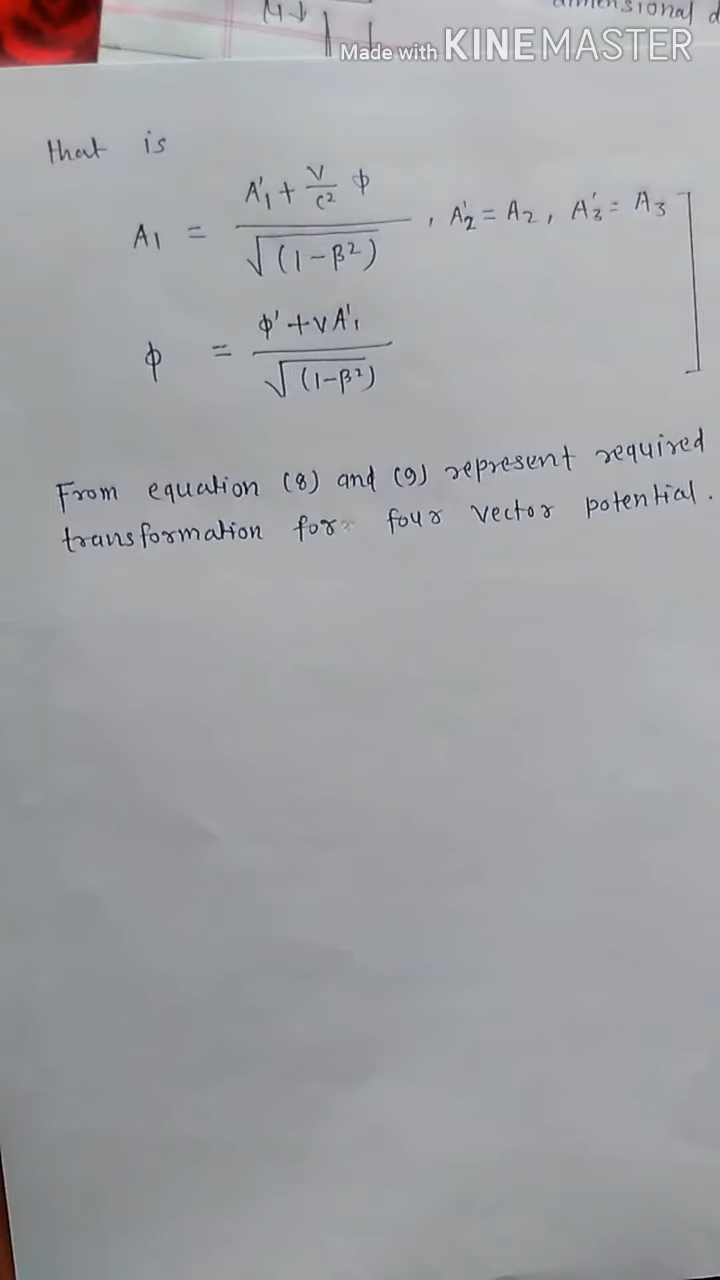 Made with KINEMASTER
that is
A₁ = (A'₁ + v/c² φ) / √(1-β²) , A'₂ = A₂, A'₃ = A₃
φ = (φ' + vA'₁) / √(1-β²)
From equation (8) and (9) represent required
transformation for four vector potential.